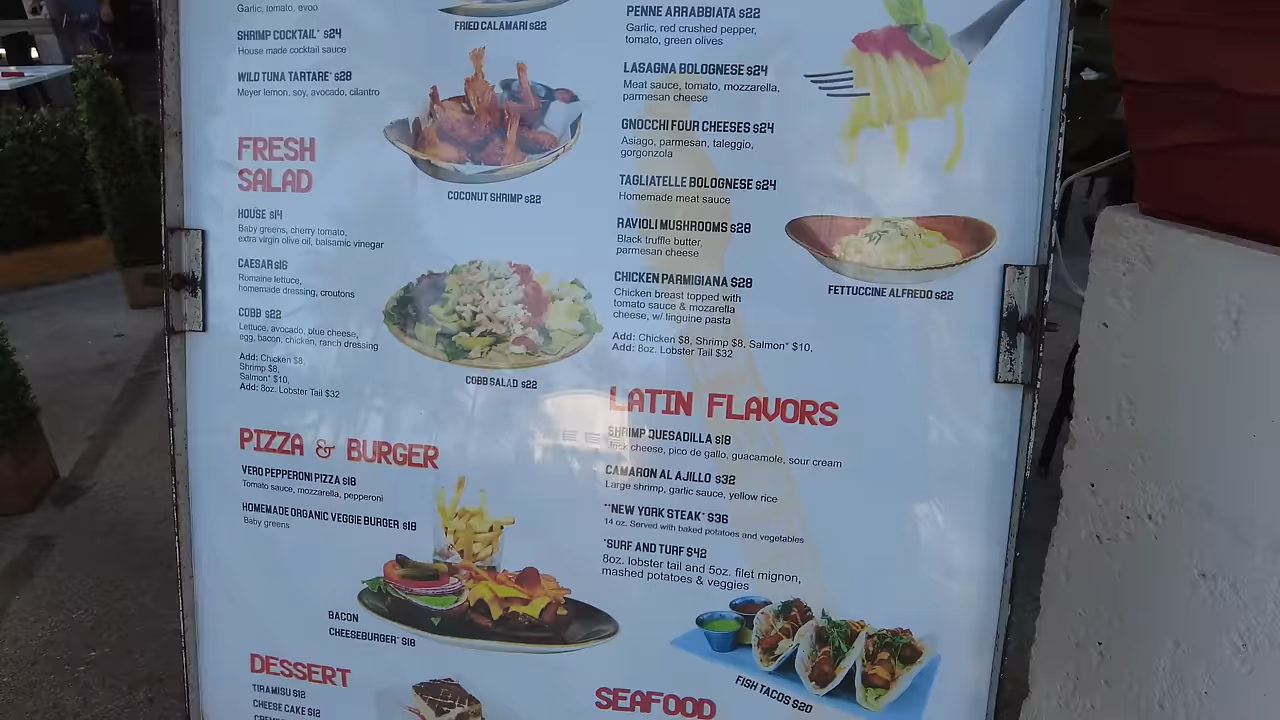 Garlic, tomato, evoo
SHRIMP COCKTAIL* $24
House made cocktail sauce
WILD TUNA TARTARE* $28
Meyer lemon, soy, avocado, cilantro
FRIED CALAMARI $22
COCONUT SHRIMP $22
FRESH
SALAD
HOUSE $14
Baby greens, cherry tomato,
extra virgin olive oil, balsamic vinegar
CAESAR $16
Romaine lettuce,
homemade dressing, croutons
COBB $22
Lettuce, avocado, blue cheese,
egg, bacon, chicken, ranch dressing
Add: Chicken $8,
Shrimp $8,
Salmon* $10,
Add: 8oz. Lobster Tail $32
COBB SALAD $22
PIZZA & BURGER
VERO PEPPERONI PIZZA $18
Tomato sauce, mozzarella, pepperoni
HOMEMADE ORGANIC VEGGIE BURGER $18
Baby greens
BACON
CHEESEBURGER* $18
DESSERT
TIRAMISU $12
CHEESE CAKE $12
PENNE ARRABBIATA $22
Garlic, red crushed pepper,
tomato, green olives
LASAGNA BOLOGNESE $24
Meat sauce, tomato, mozzarella,
parmesan cheese
GNOCCHI FOUR CHEESES $24
Asiago, parmesan, taleggio,
gorgonzola
TAGLIATELLE BOLOGNESE $24
Homemade meat sauce
RAVIOLI MUSHROOMS $28
Black truffle butter,
parmesan cheese
CHICKEN PARMIGIANA $28
Chicken breast topped with
tomato sauce & mozarella
cheese, w/ linguine pasta
Add: Chicken $8, Shrimp $8, Salmon* $10,
Add: 8oz. Lobster Tail $32
FETTUCCINE ALFREDO $22
LATIN FLAVORS
SHRIMP QUESADILLA $18
cheese, pico de gallo, guacamole, sour cream
CAMARON AL AJILLO $32
Large shrimp, garlic sauce, yellow rice
**NEW YORK STEAK* $36
14 oz. Served with baked potatoes and vegetables
*SURF AND TURF $42
8oz. lobster tail and 5oz. filet mignon,
mashed potatoes & veggies
FISH TACOS $20
SEAFOOD